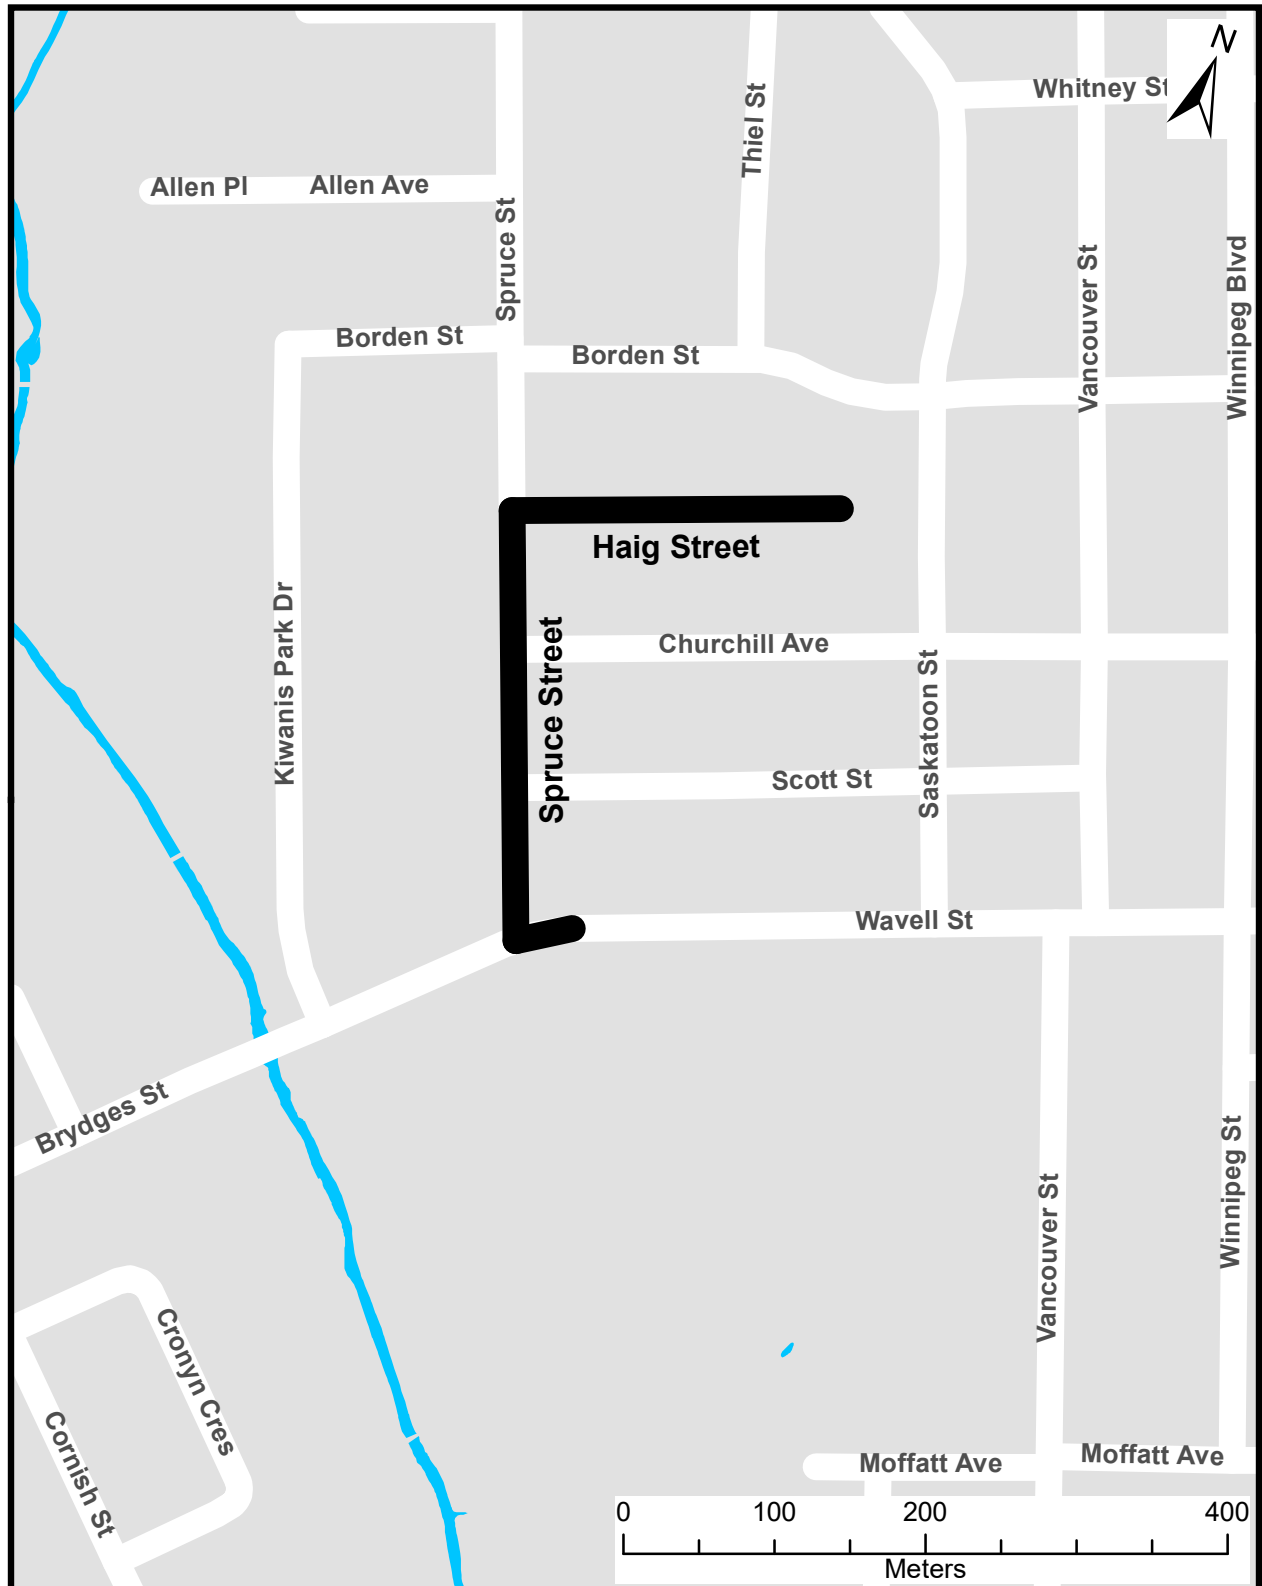 N
Whitney St
Thiel St
Allen Pl
Allen Ave
Spruce St
Vancouver St
Winnipeg Blvd
Borden St
Borden St
Haig Street
Kiwanis Park Dr
Spruce Street
Churchill Ave
Saskatoon St
Scott St
Wavell St
Brydges St
Vancouver St
Winnipeg St
Cronyn Cres
Cornish St
Moffatt Ave
Moffatt Ave
0 100 200 400
Meters